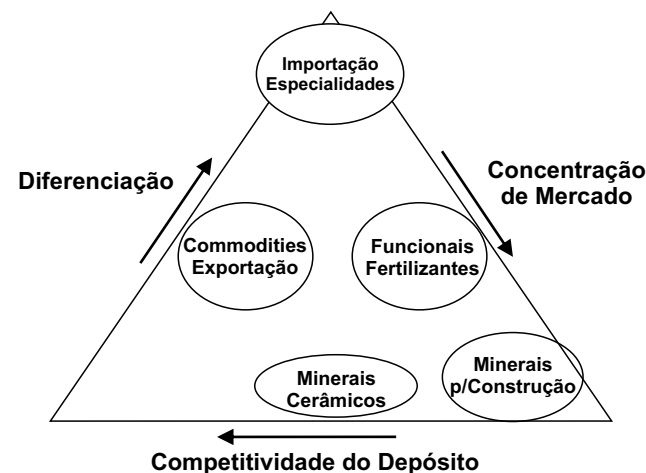 Importação
Especialidades
Diferenciação
Concentração
de Mercado
Commodities
Exportação
Funcionais
Fertilizantes
Minerais
Cerâmicos
Minerais
p/Construção
Competitividade do Depósito